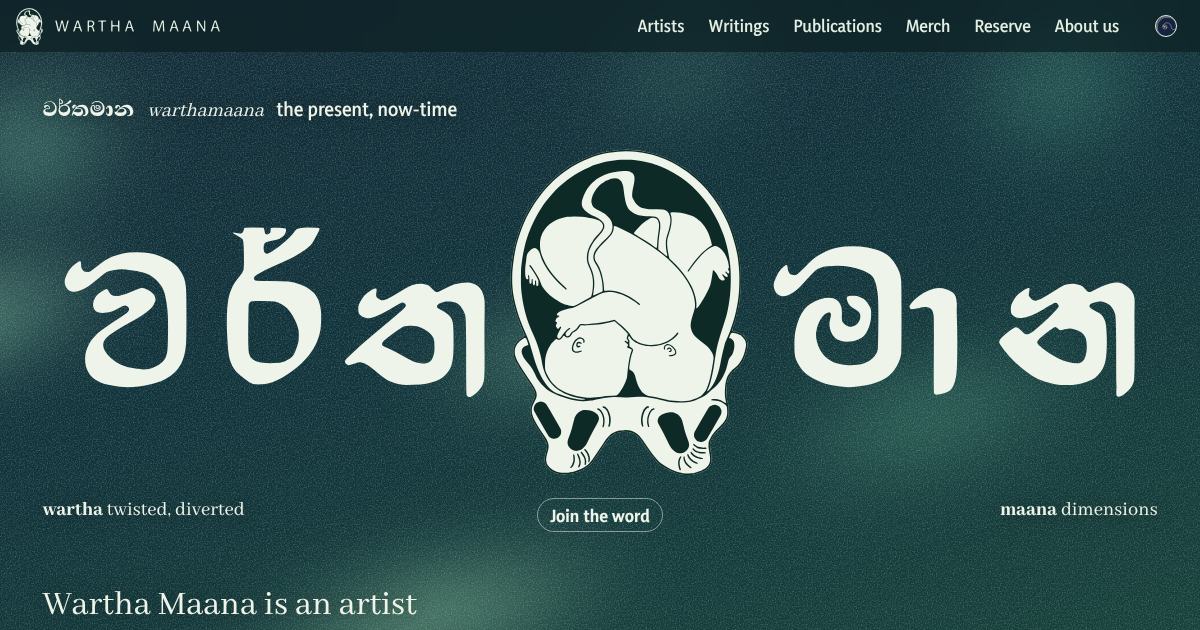 WARTHA MAANA Artists Writings Publications Merch Reserve About us
වර්තමාන warthamaana the present, now-time
වර්ත මාන
wartha twisted, diverted
Join the word
maana dimensions
Wartha Maana is an artist